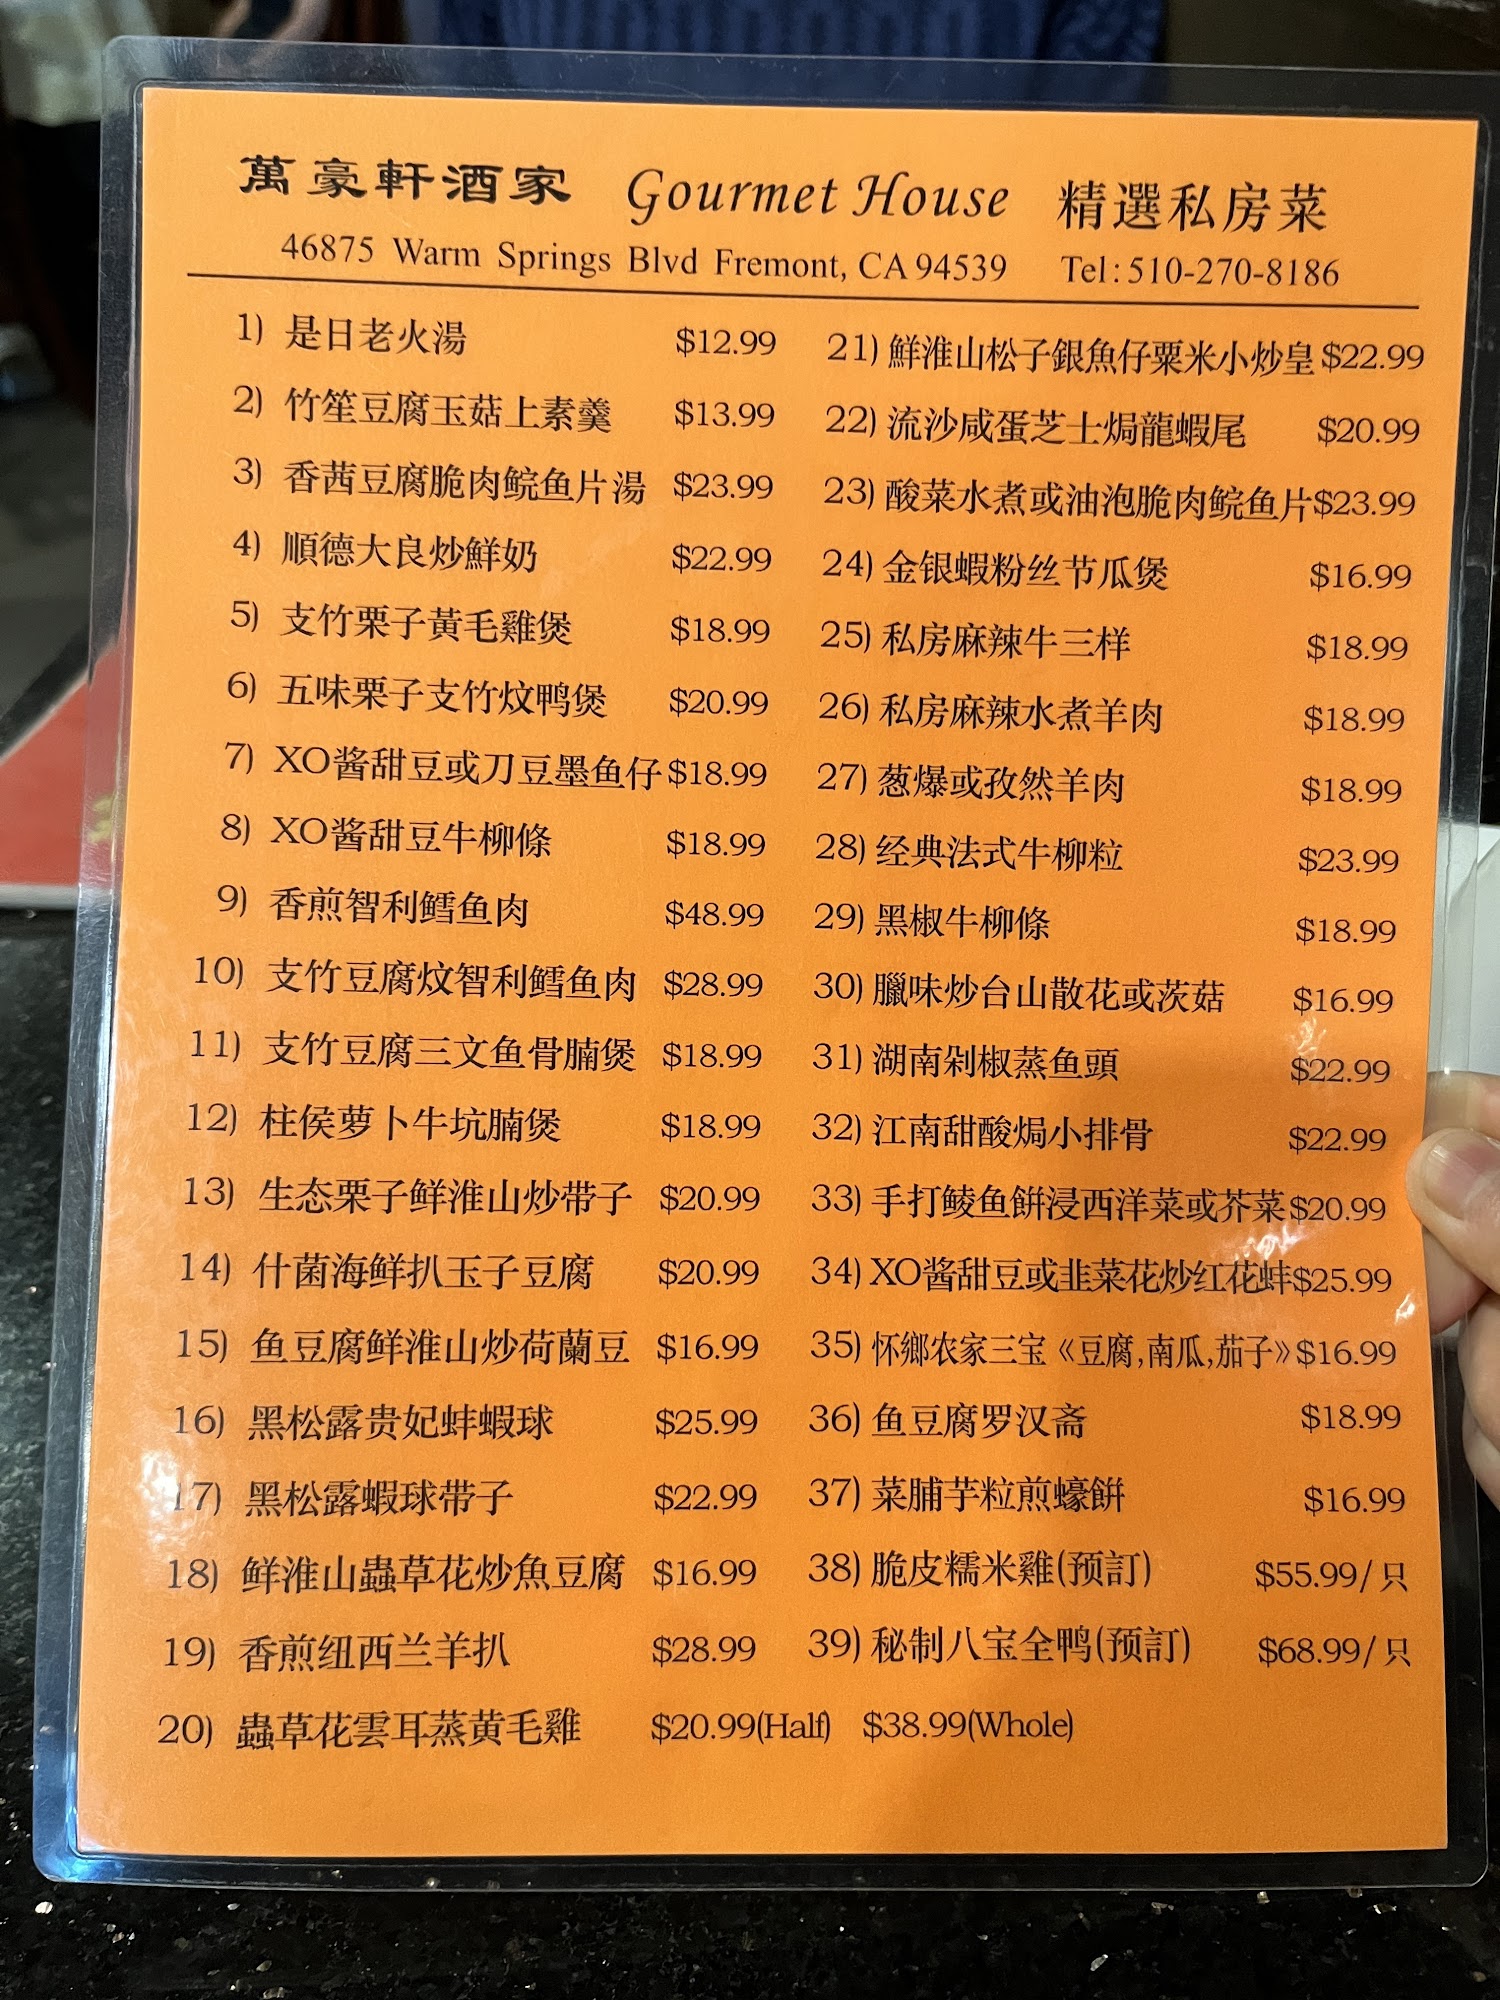 萬豪軒酒家 Gourmet House 精選私房菜
46875 Warm Springs Blvd Fremont, CA 94539 Tel:510-270-8186
1) 是日老火湯 $12.99
2) 竹笙豆腐玉菇上素羹 $13.99
3) 香茜豆腐脆肉鲩鱼片湯 $23.99
4) 順德大良炒鮮奶 $22.99
5) 支竹栗子黃毛雞煲 $18.99
6) 五味栗子支竹炆鸭煲 $20.99
7) XO酱甜豆或刀豆墨鱼仔 $18.99
8) XO酱甜豆牛柳條 $18.99
9) 香煎智利鳕鱼肉 $48.99
10) 支竹豆腐炆智利鳕鱼肉 $28.99
11) 支竹豆腐三文鱼骨腩煲 $18.99
12) 柱侯萝卜牛坑腩煲 $18.99
13) 生态栗子鲜淮山炒带子 $20.99
14) 什菌海鲜扒玉子豆腐 $20.99
15) 鱼豆腐鲜淮山炒荷蘭豆 $16.99
16) 黑松露贵妃蚌蝦球 $25.99
17) 黑松露蝦球带子 $22.99
18) 鲜淮山蟲草花炒魚豆腐 $16.99
19) 香煎纽西兰羊扒 $28.99
20) 蟲草花雲耳蒸黄毛雞 $20.99(Half) $38.99(Whole)
21) 鮮淮山松子銀魚仔粟米小炒皇 $22.99
22) 流沙咸蛋芝士焗龍蝦尾 $20.99
23) 酸菜水煮或油泡脆肉鲩鱼片 $23.99
24) 金银蝦粉丝节瓜煲 $16.99
25) 私房麻辣牛三样 $18.99
26) 私房麻辣水煮羊肉 $18.99
27) 葱爆或孜然羊肉 $18.99
28) 经典法式牛柳粒 $23.99
29) 黑椒牛柳條 $18.99
30) 臘味炒台山散花或茨菇 $16.99
31) 湖南剁椒蒸鱼頭 $22.99
32) 江南甜酸焗小排骨 $22.99
33) 手打鲮鱼餅浸西洋菜或芥菜 $20.99
34) XO酱甜豆或韭菜花炒红花蚌 $25.99
35) 怀鄉农家三宝《豆腐,南瓜,茄子》 $16.99
36) 鱼豆腐罗汉斋 $18.99
37) 菜脯芋粒煎蠔餅 $16.99
38) 脆皮糯米雞(预訂) $55.99/只
39) 秘制八宝全鸭(预訂) $68.99/只